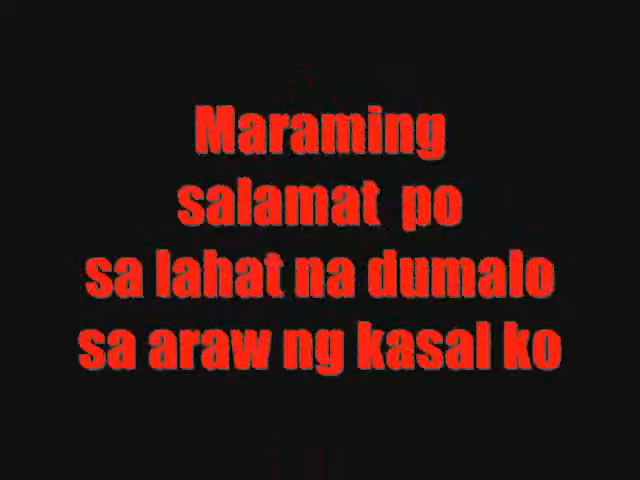 Maraming
salamat po
sa lahat na dumalo
sa araw ng kasal ko